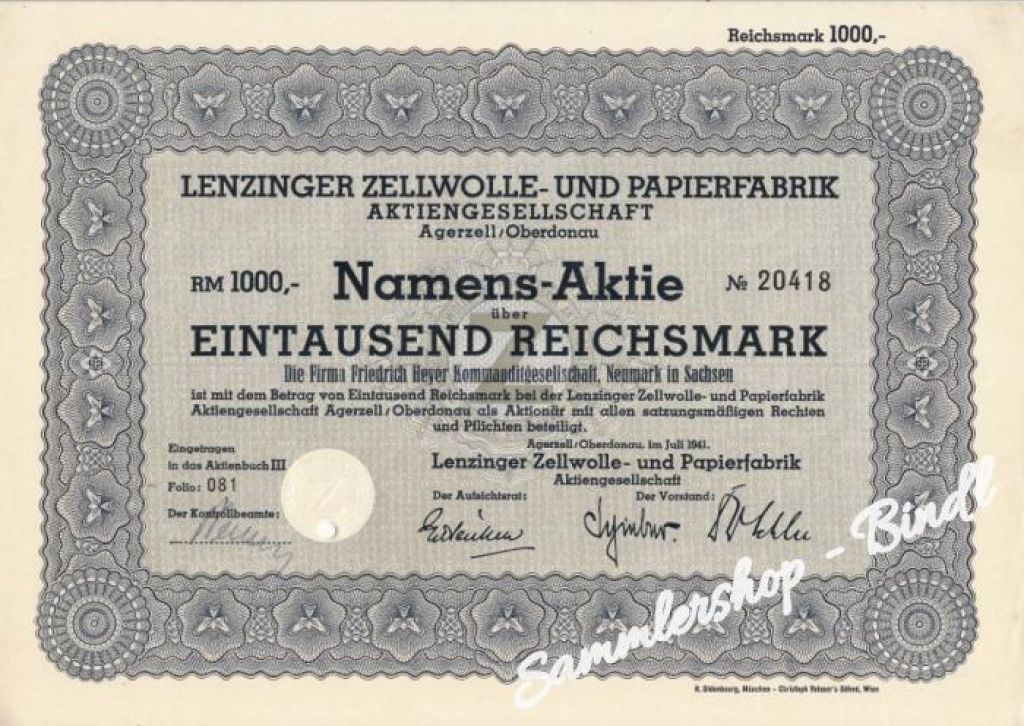 Reichsmark 1000,-
LENZINGER ZELLWOLLE- UND PAPIERFABRIK
AKTIENGESELLSCHAFT
Agerzell/Oberdonau
RM 1000,- Namens-Aktie № 20418
über
EINTAUSEND REICHSMARK
Die Firma Friedrich Heyer Kommanditgesellschaft, Neumark in Sachsen
ist mit dem Betrag von Eintausend Reichsmark bei der Lenzinger Zellwolle- und Papierfabrik
Aktiengesellschaft Agerzell/Oberdonau als Aktionär mit allen satzungsmäßigen Rechten
und Pflichten beteiligt.
Agerzell/Oberdonau, im Juli 1941.
Eingetragen
in das Aktienbuch III
Folio: 081
Der Kontrollbeamte:
Lenzinger Zellwolle- und Papierfabrik
Aktiengesellschaft
Der Aufsichtsrat: Der Vorstand:
Sammlershop - Bindl
R. Oldenbourg, München - Christoph Reisser's Söhne, Wien